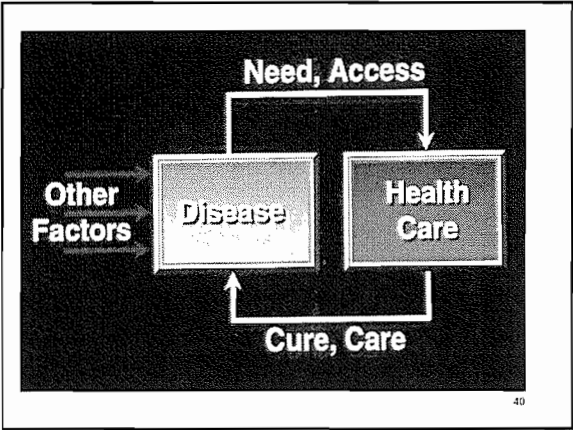 Need, Access
Other
Factors
Disease
Health
Care
Cure, Care
40